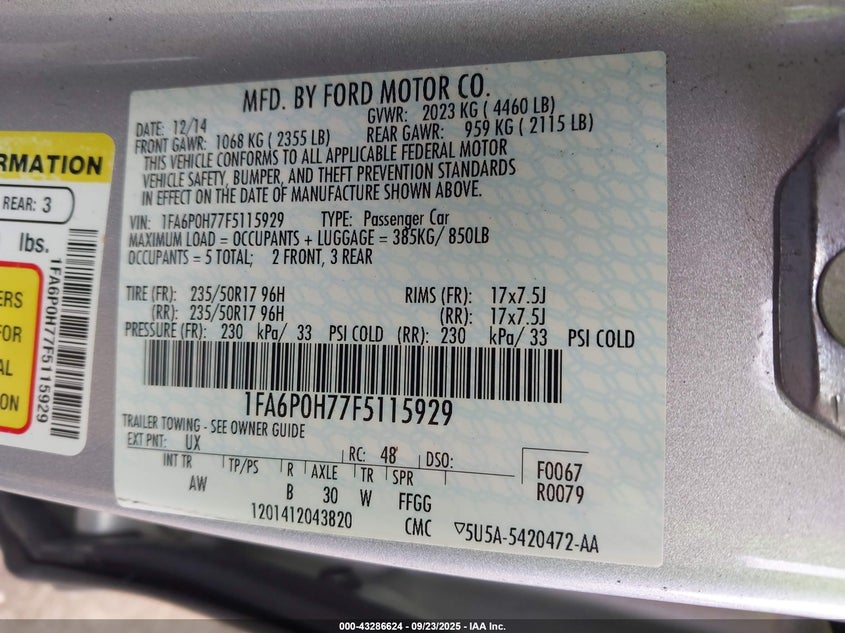 MFD. BY FORD MOTOR CO.
DATE: 12/14 GVWR: 2023 KG ( 4460 LB)
FRONT GAWR: 1068 KG ( 2355 LB) REAR GAWR: 959 KG ( 2115 LB)
THIS VEHICLE CONFORMS TO ALL APPLICABLE FEDERAL MOTOR
VEHICLE SAFETY, BUMPER, AND THEFT PREVENTION STANDARDS
IN EFFECT ON THE DATE OF MANUFACTURE SHOWN ABOVE.
VIN: 1FA6P0H77F5115929 TYPE: Passenger Car
MAXIMUM LOAD = OCCUPANTS + LUGGAGE = 385KG/ 850LB
OCCUPANTS = 5 TOTAL; 2 FRONT, 3 REAR
TIRE (FR): 235/50R17 96H RIMS (FR): 17x7.5J
(RR): 235/50R17 96H (RR): 17x7.5J
PRESSURE (FR): 230 kPa/ 33 PSI COLD (RR): 230 kPa/ 33 PSI COLD
1FA6P0H77F5115929
TRAILER TOWING - SEE OWNER GUIDE
EXT PNT: UX RC: 48 DSO:
INT TR TP/PS R AXLE TR SPR
AW B 30 W FFGG
F0067
R0079
1201412043820 CMC ▽5U5A-5420472-AA
RMATION
REAR: 3
lbs.
1FA6P0H77F5115929
ERS
FOR
AL
ON
000-43286624 - 09/23/2025 - IAA Inc.